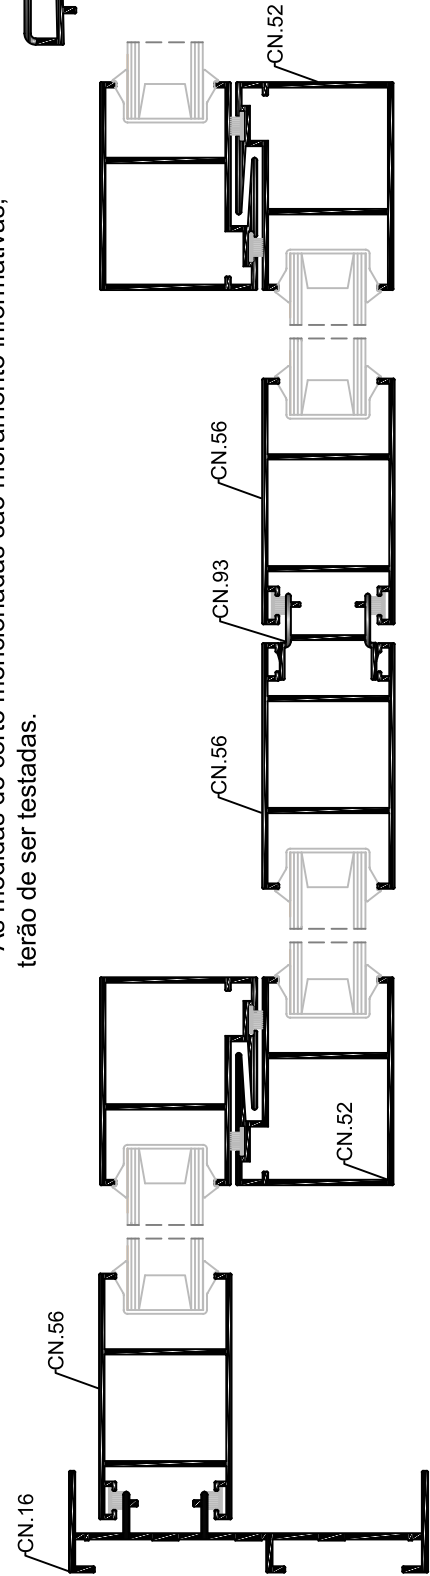 As medidas de corte mencionadas são meramente informativas,
terão de ser testadas.
CN.52
CN.56
CN.93
CN.56
CN.52
CN.56
CN.16